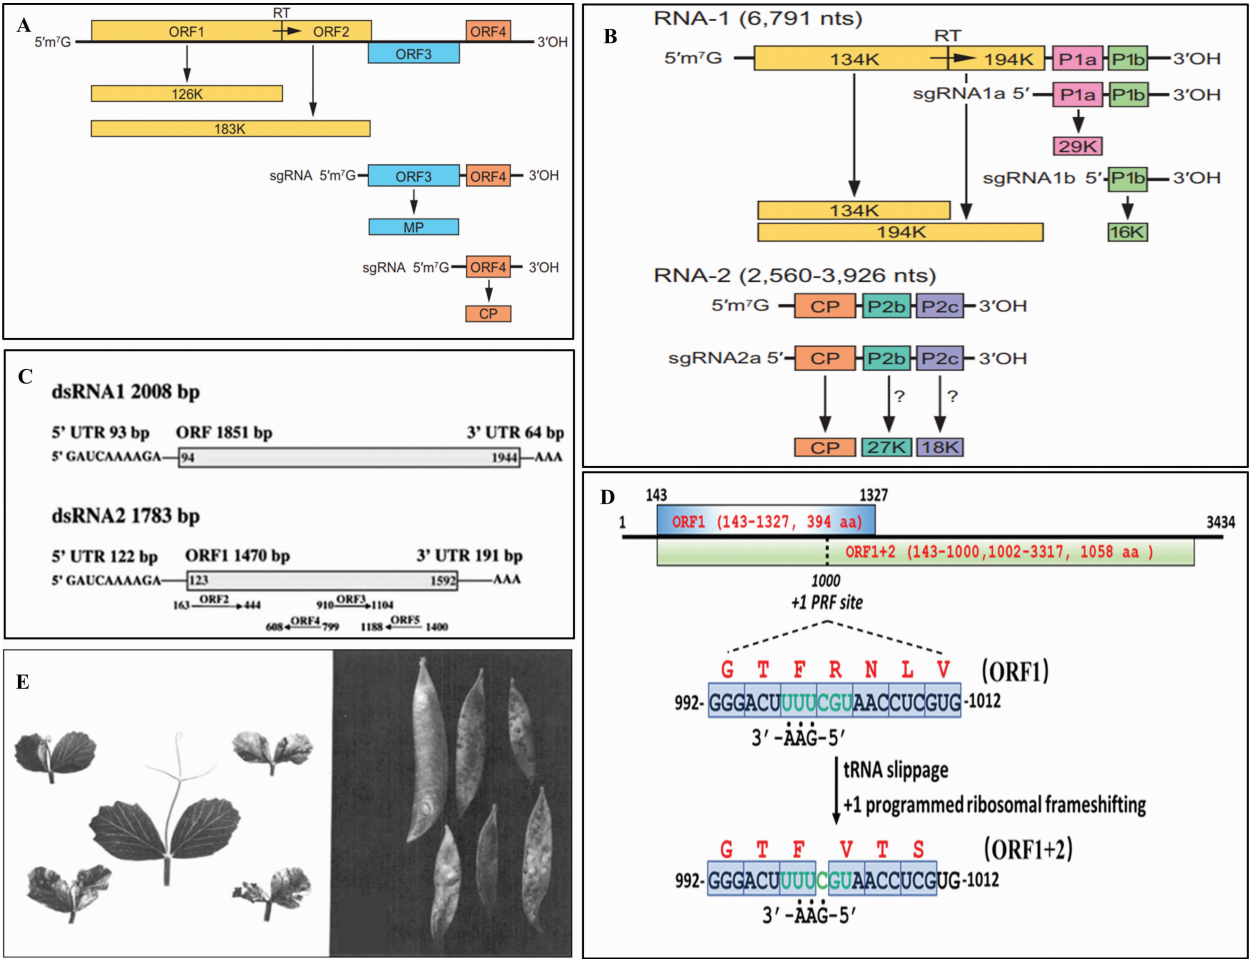 A
RT
ORF1
ORF2
ORF4
5′m⁷G
3′OH
ORF3
126K
183K
sgRNA 5′m⁷G
ORF3
ORF4
3′OH
MP
sgRNA 5′m⁷G
ORF4
3′OH
CP
B
RNA-1 (6,791 nts)
RT
5′m⁷G
134K
194K
P1a
P1b
3′OH
sgRNA1a 5′
P1a
P1b
3′OH
29K
sgRNA1b 5′
P1b
3′OH
134K
194K
16K
RNA-2 (2,560-3,926 nts)
5′m⁷G
CP
P2b
P2c
3′OH
sgRNA2a 5′
CP
P2b
P2c
3′OH
?
?
CP
27K
18K
C
dsRNA1 2008 bp
5’ UTR 93 bp ORF 1851 bp 3’ UTR 64 bp
5’ GAUCAAAAGA
94
1944
AAA
dsRNA2 1783 bp
5’ UTR 122 bp ORF1 1470 bp 3’ UTR 191 bp
5’ GAUCAAAAGA
123
1592
AAA
163 ORF2 444 910 ORF3 1104
608 ORF4 799 1188 ORF5 1400
D
143
1327
1
ORF1 (143-1327, 394 aa)
3434
ORF1+2 (143-1000,1002-3317, 1058 aa )
1000
+1 PRF site
G T F R N L V (ORF1)
992-GGGACUUUUCGUAACCUCGUG-1012
3′-AAG-5′
tRNA slippage
+1 programmed ribosomal frameshifting
G T F V T S (ORF1+2)
992-GGGACUUUUCGUAACCUCGUG-1012
3′-AAG-5′
E